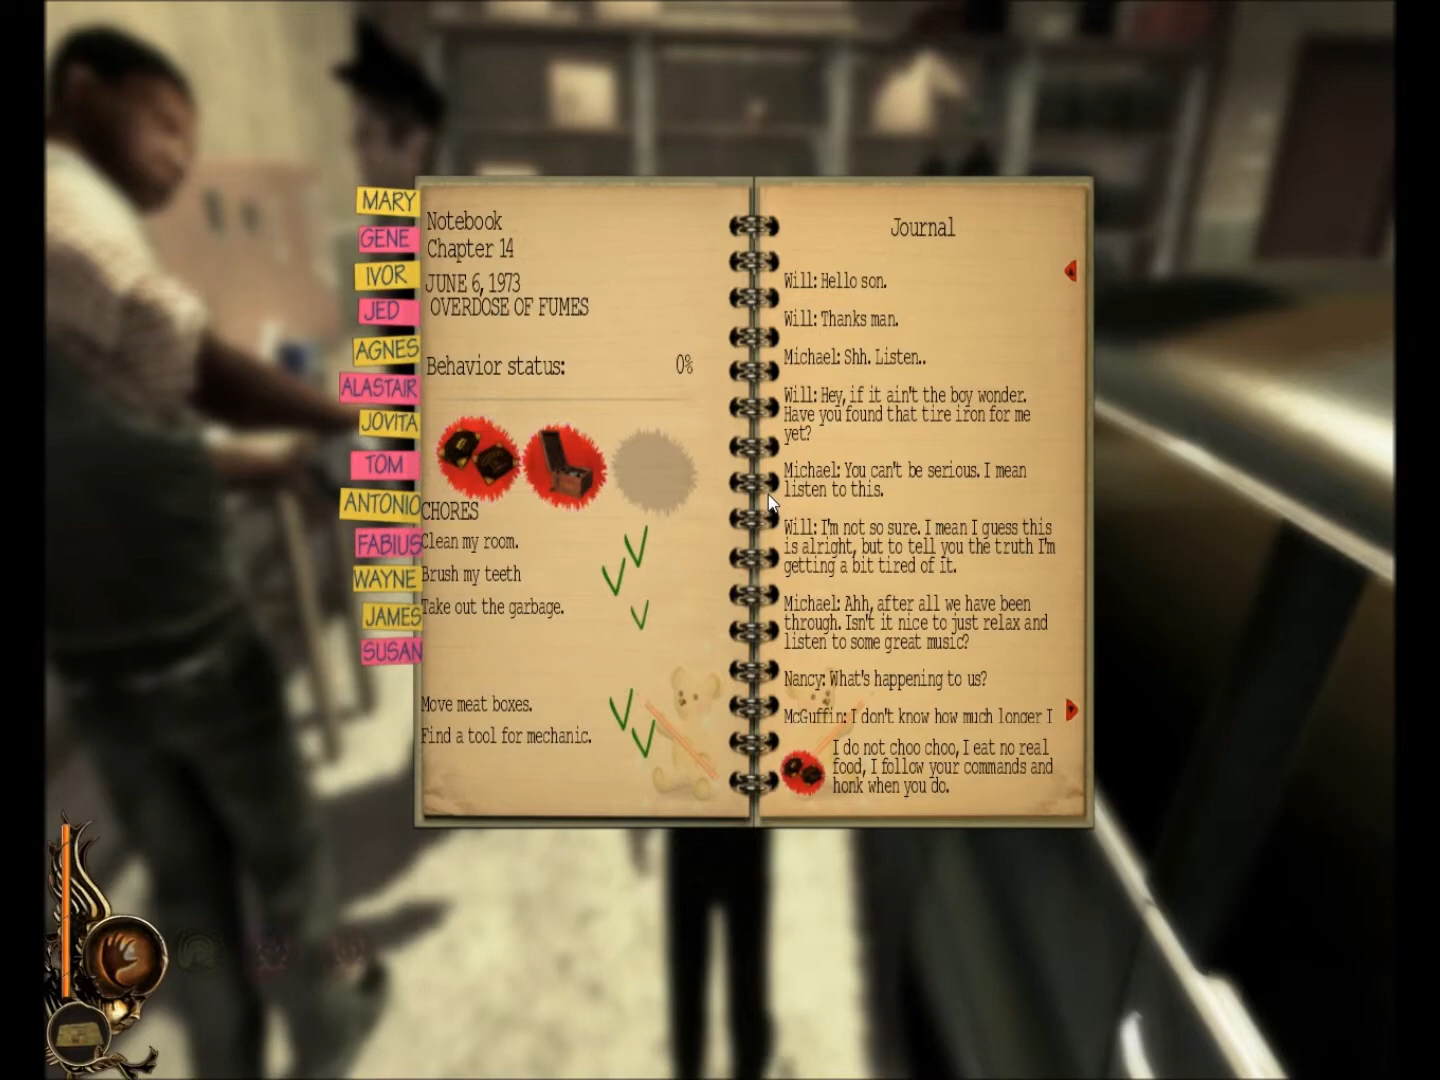 MARY
GENE
IVOR
JED
AGNES
ALASTAIR
JOVITA
TOM
ANTONIO
FABIUS
WAYNE
JAMES
SUSAN
Notebook
Chapter 14
JUNE 6, 1973
OVERDOSE OF FUMES
Behavior status: 0%
CHORES
Clean my room.
Brush my teeth
Take out the garbage.
Move meat boxes.
Find a tool for mechanic.
Journal
Will: Hello son.
Will: Thanks man.
Michael: Shh. Listen..
Will: Hey, if it ain't the boy wonder.
Have you found that tire iron for me
yet?
Michael: You can't be serious. I mean
listen to this.
Will: I'm not so sure. I mean I guess this
is alright, but to tell you the truth I'm
getting a bit tired of it.
Michael: Ahh, after all we have been
through. Isn't it nice to just relax and
listen to some great music?
Nancy: What's happening to us?
McGuffin: I don't know how much longer I
I do not choo choo, I eat no real
food, I follow your commands and
honk when you do.